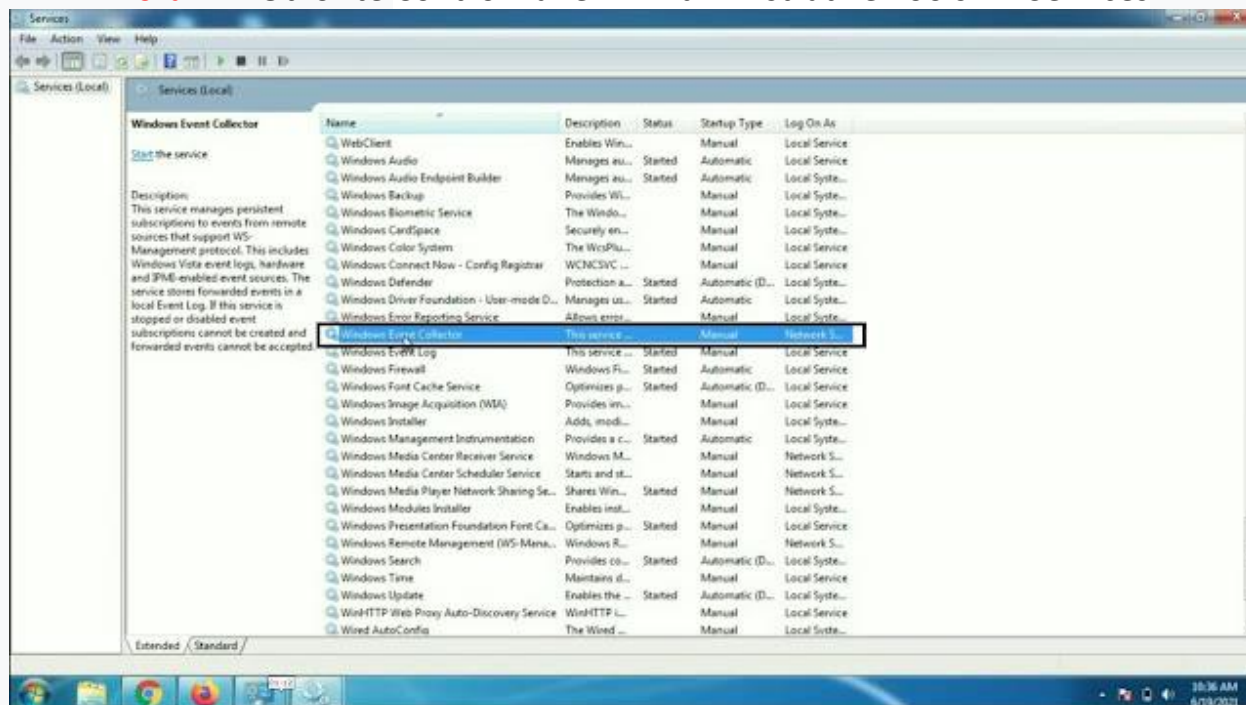 Services
File Action View Help
Services (Local)
Services (Local)
Windows Event Collector
Start the service
Description:
This service manages persistent
subscriptions to events from remote
sources that support WS-
Management protocol. This includes
Windows Vista event logs, hardware
and IPMI-enabled event sources. The
service stores forwarded events in a
local Event Log. If this service is
stopped or disabled event
subscriptions cannot be created and
forwarded events cannot be accepted.
Name Description Status Startup Type Log On As
WebClient Enables Win... Manual Local Service
Windows Audio Manages au... Started Automatic Local Service
Windows Audio Endpoint Builder Manages au... Started Automatic Local Syste...
Windows Backup Provides Wi... Manual Local Syste...
Windows Biometric Service The Windo... Manual Local Syste...
Windows CardSpace Securely en... Manual Local Syste...
Windows Color System The WcsPlu... Manual Local Service
Windows Connect Now - Config Registrar WCNCSVC ... Manual Local Service
Windows Defender Protection a... Started Automatic (D... Local Syste...
Windows Driver Foundation - User-mode D... Manages us... Started Automatic Local Syste...
Windows Error Reporting Service Allows error... Manual Local Syste...
Windows Event Collector This service ... Manual Network S...
Windows Event Log This service ... Started Manual Local Service
Windows Firewall Windows Fi... Started Automatic Local Service
Windows Font Cache Service Optimizes p... Started Automatic (D... Local Service
Windows Image Acquisition (WIA) Provides im... Manual Local Service
Windows Installer Adds, modi... Manual Local Syste...
Windows Management Instrumentation Provides a c... Started Automatic Local Syste...
Windows Media Center Receiver Service Windows M... Manual Network S...
Windows Media Center Scheduler Service Starts and st... Manual Network S...
Windows Media Player Network Sharing Se... Shares Win... Started Manual Network S...
Windows Modules Installer Enables inst... Manual Local Syste...
Windows Presentation Foundation Font Ca... Optimizes p... Started Manual Local Service
Windows Remote Management (WS-Mana... Windows R... Manual Network S...
Windows Search Provides co... Started Automatic (D... Local Syste...
Windows Time Maintains d... Manual Local Service
Windows Update Enables the ... Started Automatic (D... Local Syste...
WinHTTP Web Proxy Auto-Discovery Service WinHTTP i... Manual Local Service
Wired AutoConfig The Wired ... Manual Local Syste...
Extended Standard
10:36 AM
6/19/2021